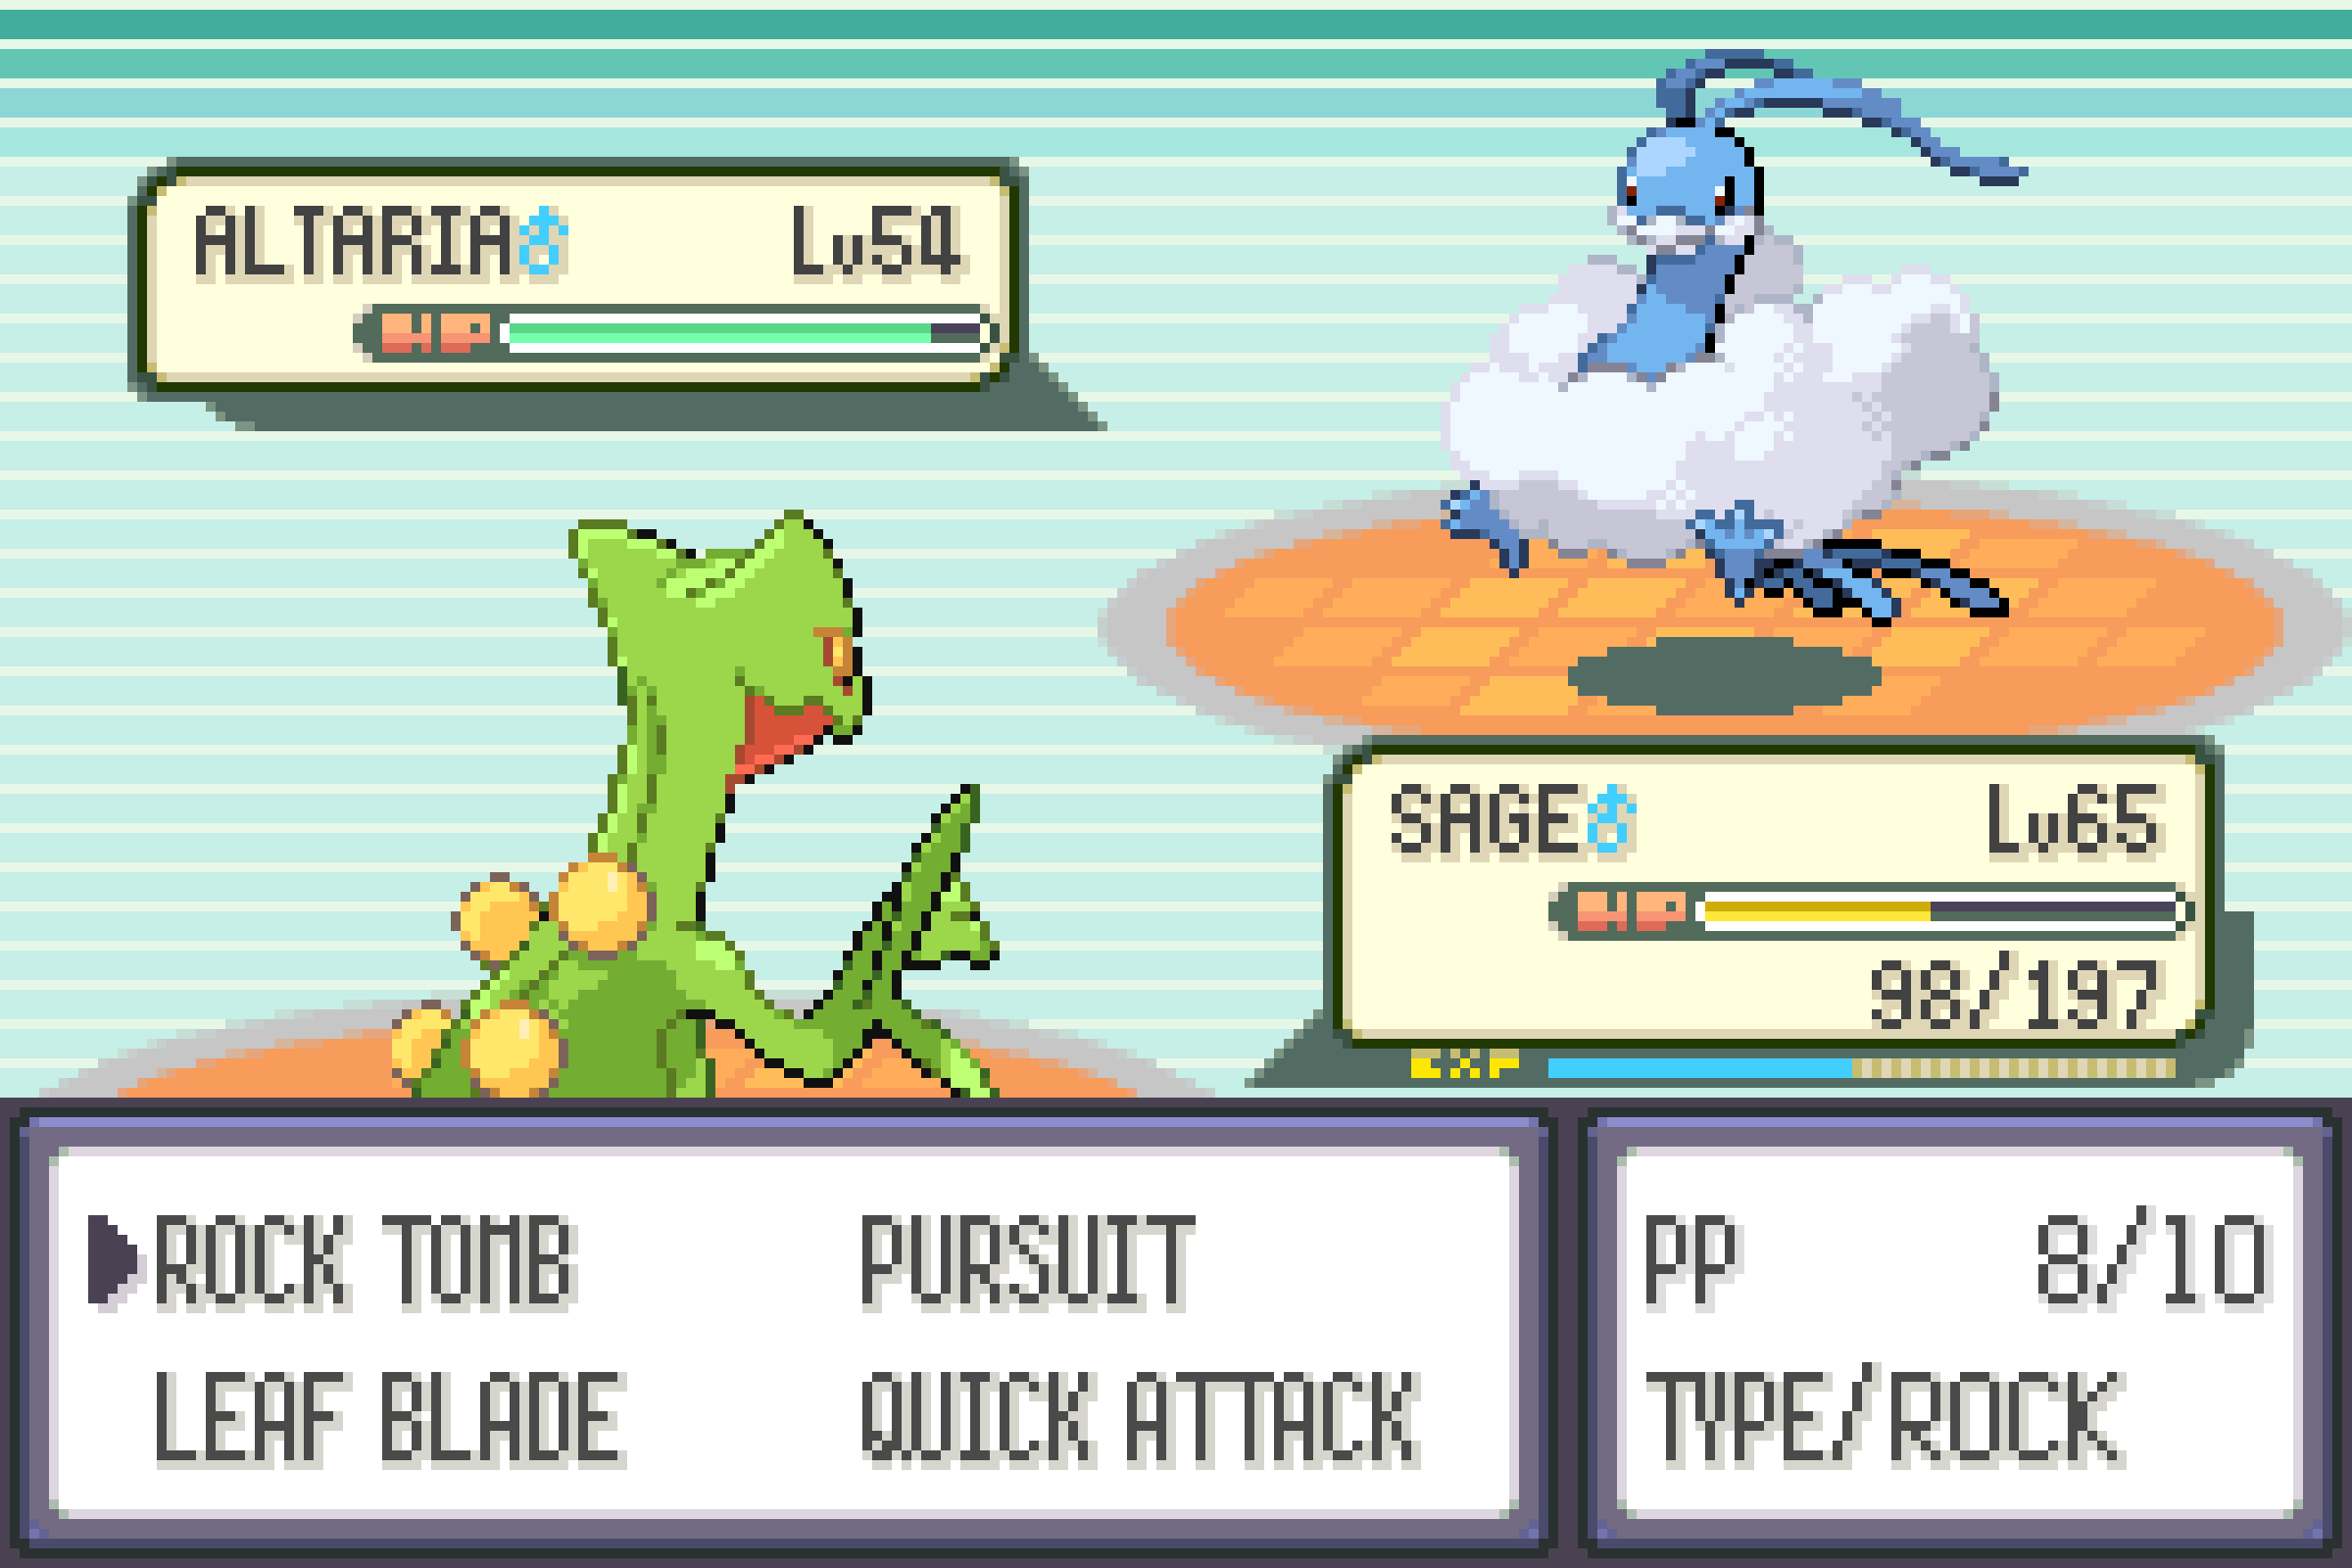 ALTARIA♂ Lv54
HP
SAGE♂ Lv65
HP
98/197
EXP
ROCK TOMB PURSUIT
LEAF BLADE QUICK ATTACK
PP 8/10
TYPE/ROCK